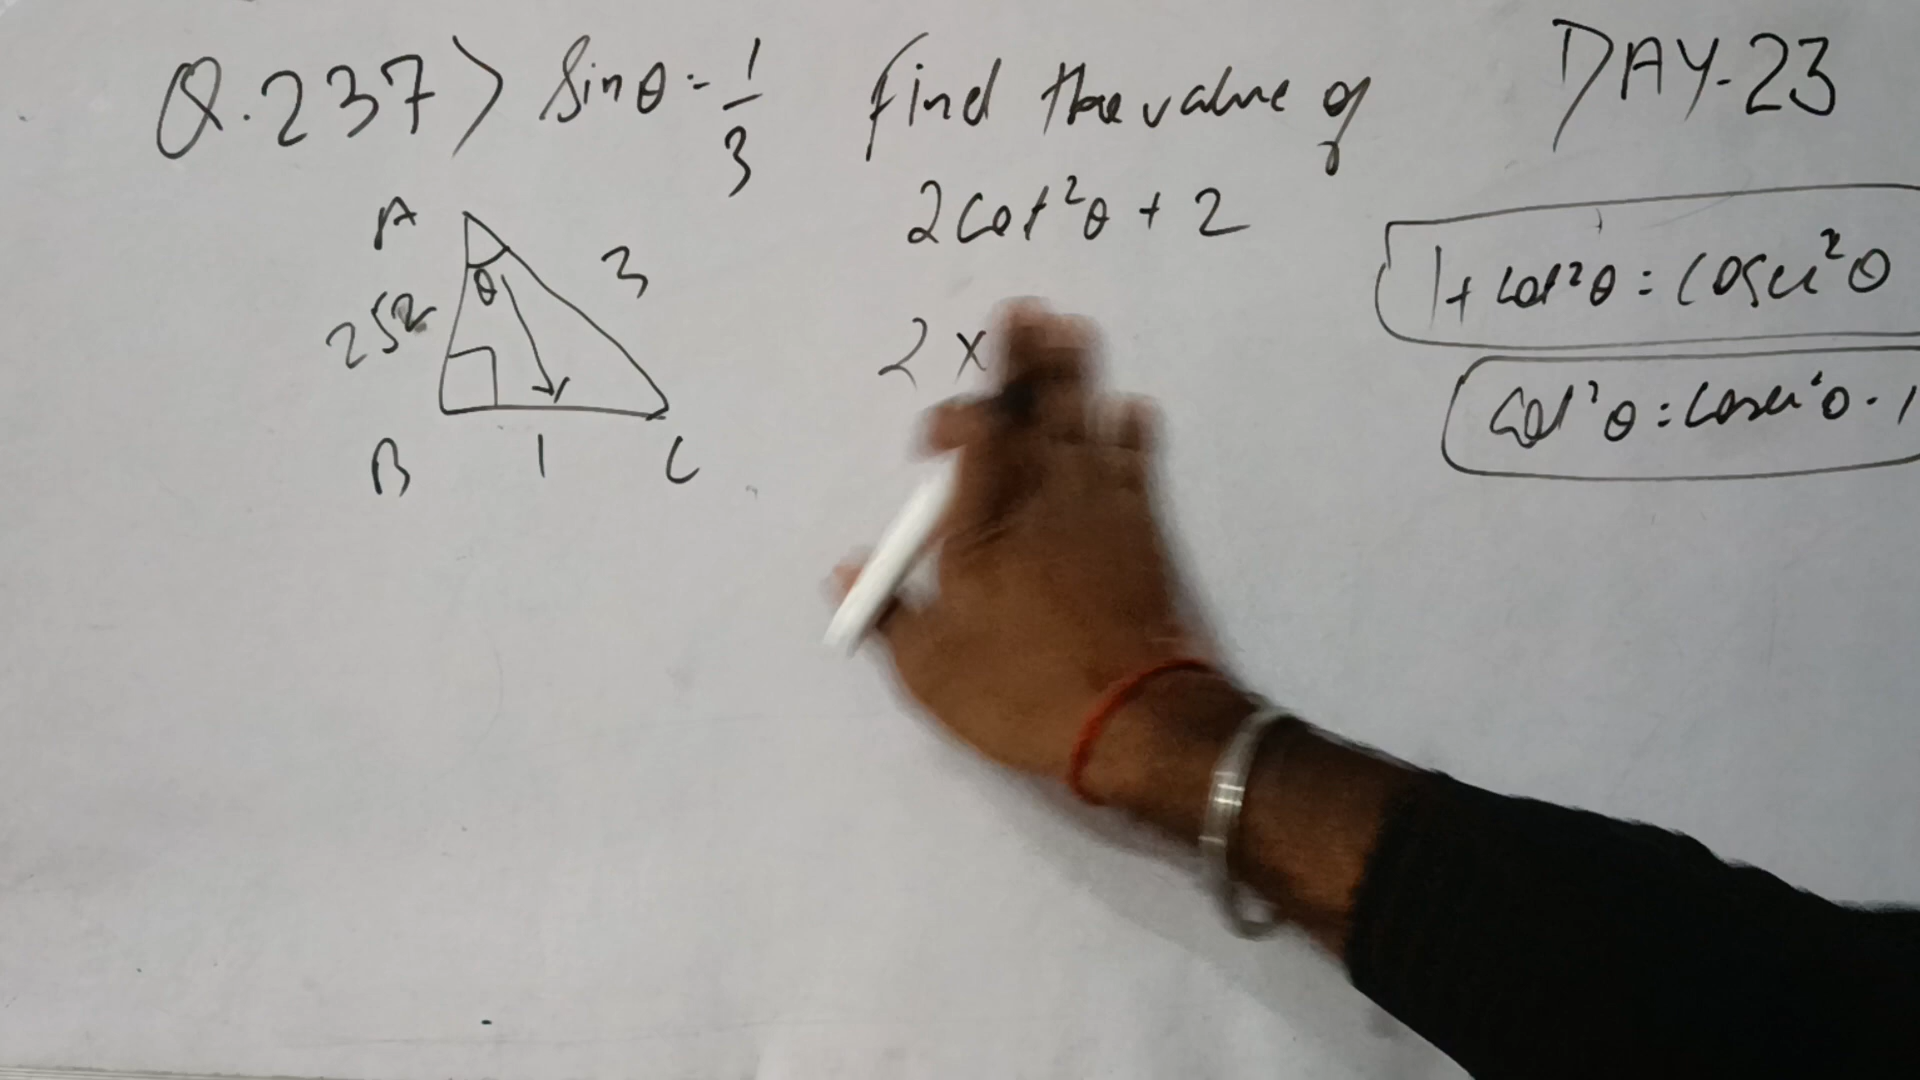 Q.237> sinθ = 1/3 find the value of
DAY-23
2cot²θ + 2
A
θ
3
2√2
B
1
C
2 ×
1 + cot²θ = cosec²θ
cot²θ = cosec²θ - 1